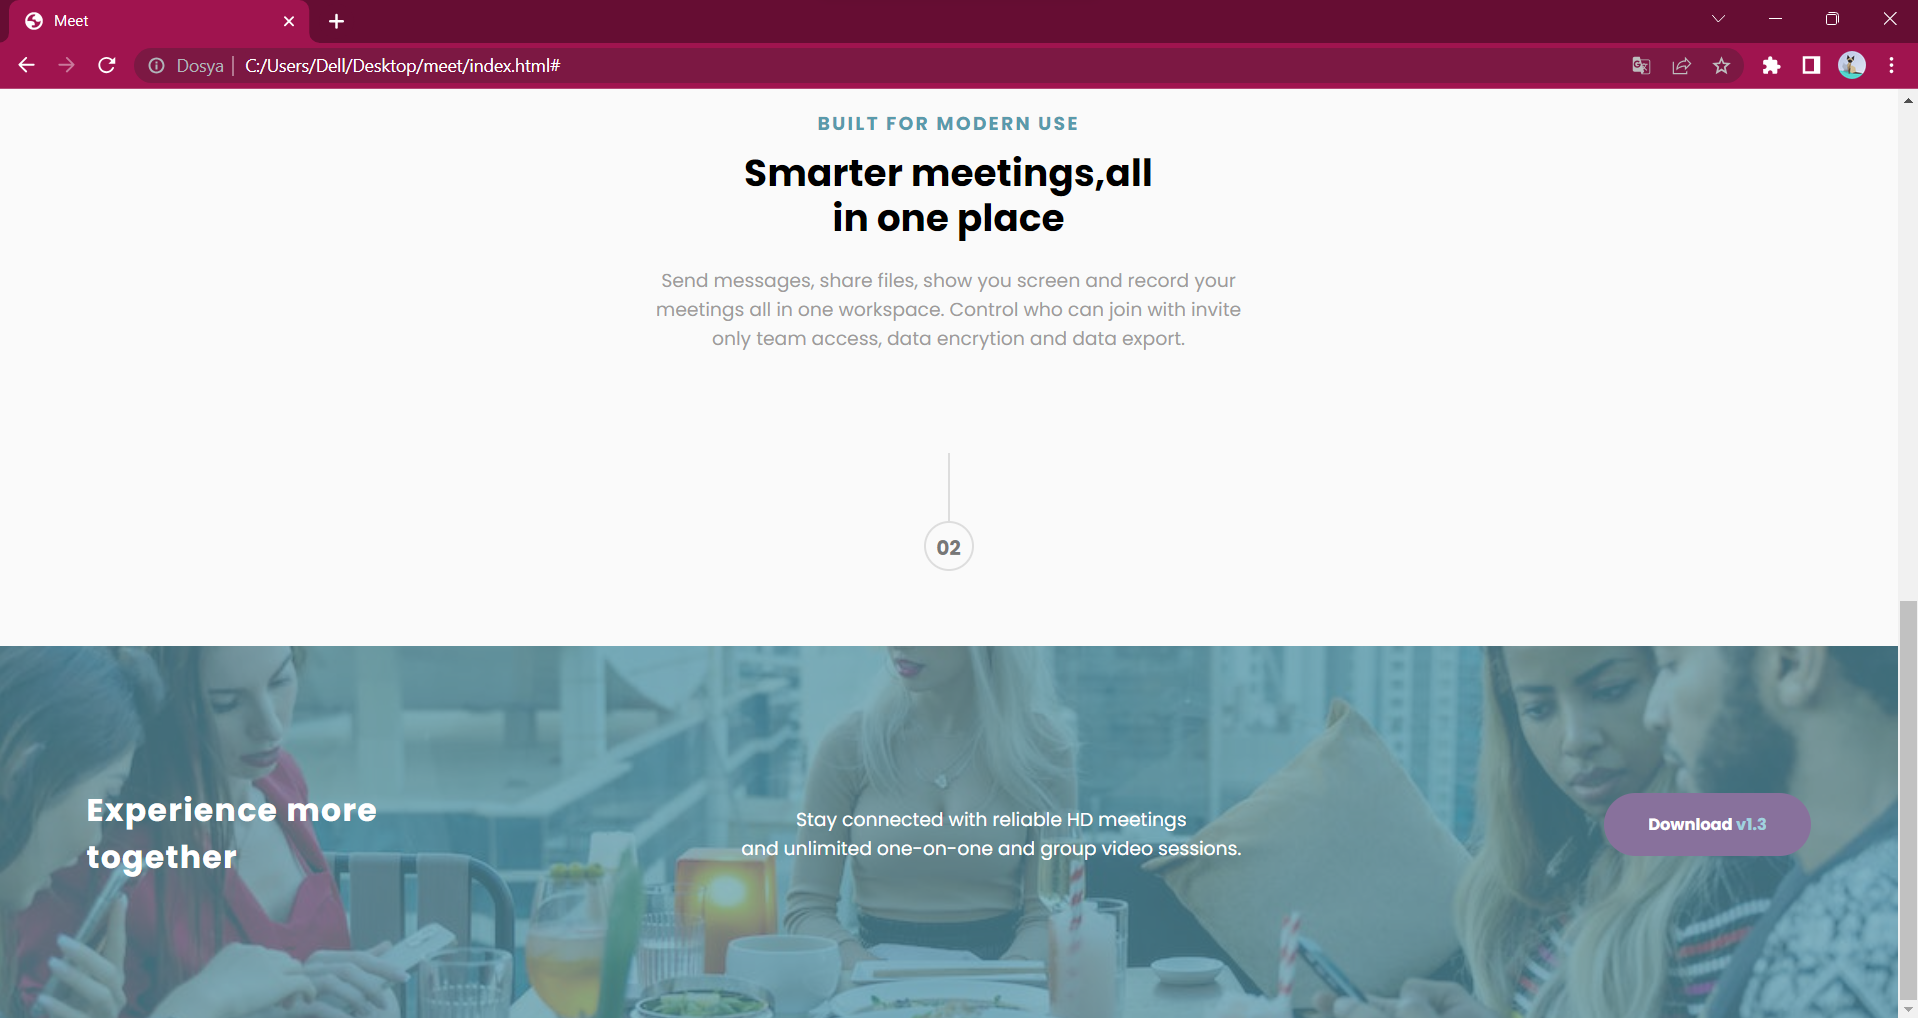 Meet
Dosya | C:/Users/Dell/Desktop/meet/index.html#
BUILT FOR MODERN USE
Smarter meetings,all
in one place
Send messages, share files, show you screen and record your
meetings all in one workspace. Control who can join with invite
only team access, data encrytion and data export.
02
Experience more
together
Stay connected with reliable HD meetings
and unlimited one-on-one and group video sessions.
Download v1.3